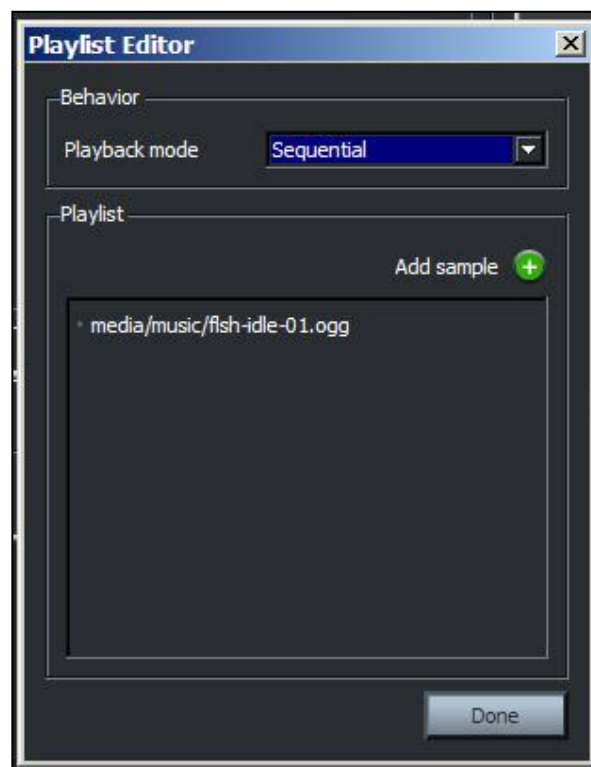 Playlist Editor
Behavior
Playback mode Sequential
Playlist
Add sample
media/music/flsh-idle-01.ogg
Done